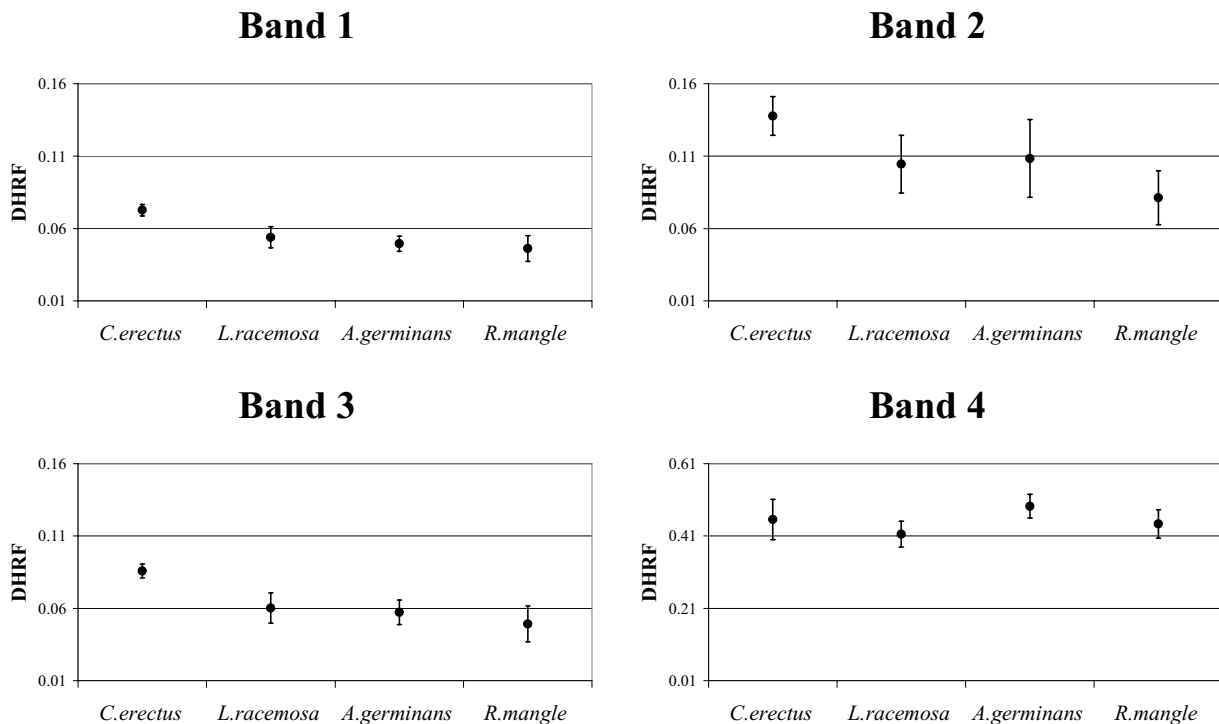 Band 1
0.16
0.11
0.06
0.01
DHRF
C.erectus L.racemosa A.germinans R.mangle
Band 2
0.16
0.11
0.06
0.01
DHRF
C.erectus L.racemosa A.germinans R.mangle
Band 3
0.16
0.11
0.06
0.01
DHRF
C.erectus L.racemosa A.germinans R.mangle
Band 4
0.61
0.41
0.21
0.01
DHRF
C.erectus L.racemosa A.germinans R.mangle